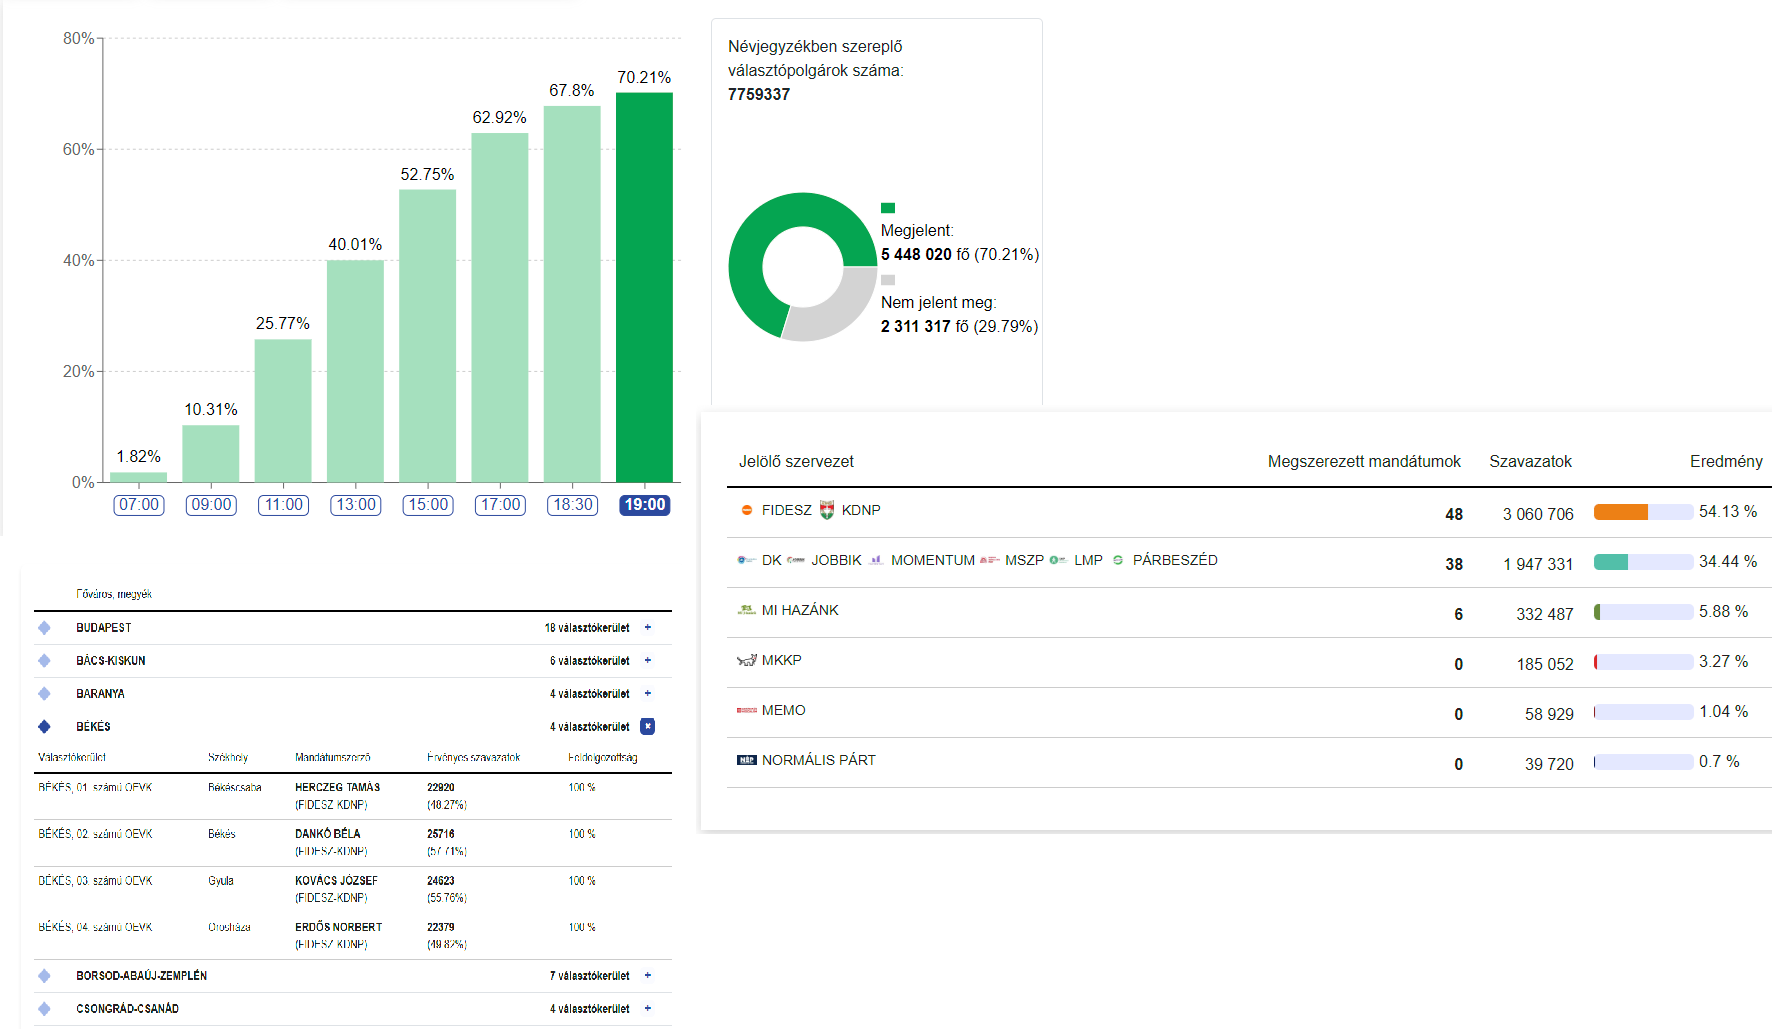 80%
60%
40%
20%
0%
1.82%
10.31%
25.77%
40.01%
52.75%
62.92%
67.8%
70.21%
07:00 09:00 11:00 13:00 15:00 17:00 18:30 19:00
Névjegyzékben szereplő
választópolgárok száma:
7759337
Megjelent:
5 448 020 fő (70.21%)
Nem jelent meg:
2 311 317 fő (29.79%)
Jelölő szervezet Megszerezett mandátumok Szavazatok Eredmény
FIDESZ KDNP 48 3 060 706 54.13 %
DK JOBBIK MOMENTUM MSZP LMP PÁRBESZÉD 38 1 947 331 34.44 %
MI HAZÁNK 6 332 487 5.88 %
MKKP 0 185 052 3.27 %
MEMO 0 58 929 1.04 %
NORMÁLIS PÁRT 0 39 720 0.7 %
Főváros, megyék
BUDAPEST 18 választókerület +
BÁCS-KISKUN 6 választókerület +
BARANYA 4 választókerület +
BÉKÉS 4 választókerület
Választókerület Székhely Mandátumszerző Érvényes szavazatok Feldolgozottság
BÉKÉS, 01. számú OEVK Békéscsaba HERCZEG TAMÁS 22920 100 %
(FIDESZ-KDNP) (48.27%)
BÉKÉS, 02. számú OEVK Békés DANKÓ BÉLA 25716 100 %
(FIDESZ-KDNP) (57.71%)
BÉKÉS, 03. számú OEVK Gyula KOVÁCS JÓZSEF 24623 100 %
(FIDESZ-KDNP) (55.76%)
BÉKÉS, 04. számú OEVK Orosháza ERDŐS NORBERT 22379 100 %
(FIDESZ-KDNP) (49.82%)
BORSOD-ABAÚJ-ZEMPLÉN 7 választókerület +
CSONGRÁD-CSANÁD 4 választókerület +